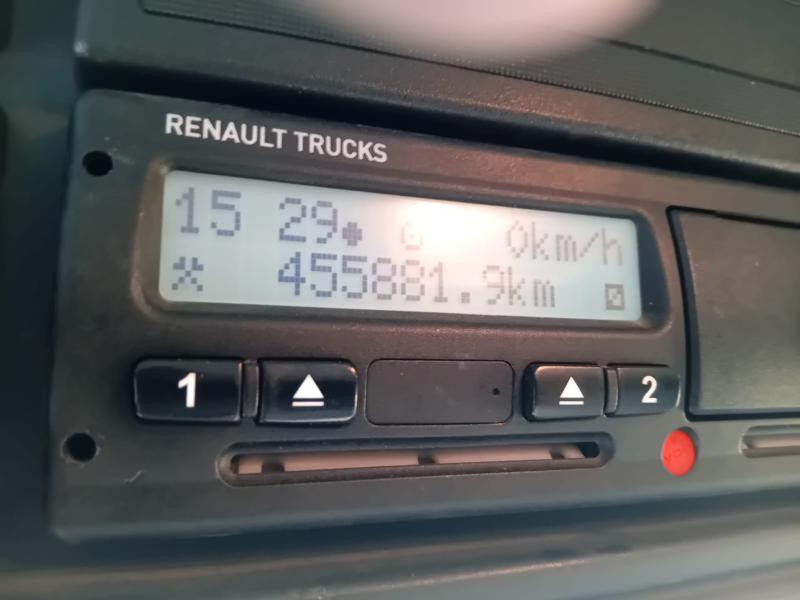 RENAULT TRUCKS
15 29 0km/h
455881.9km
1 2